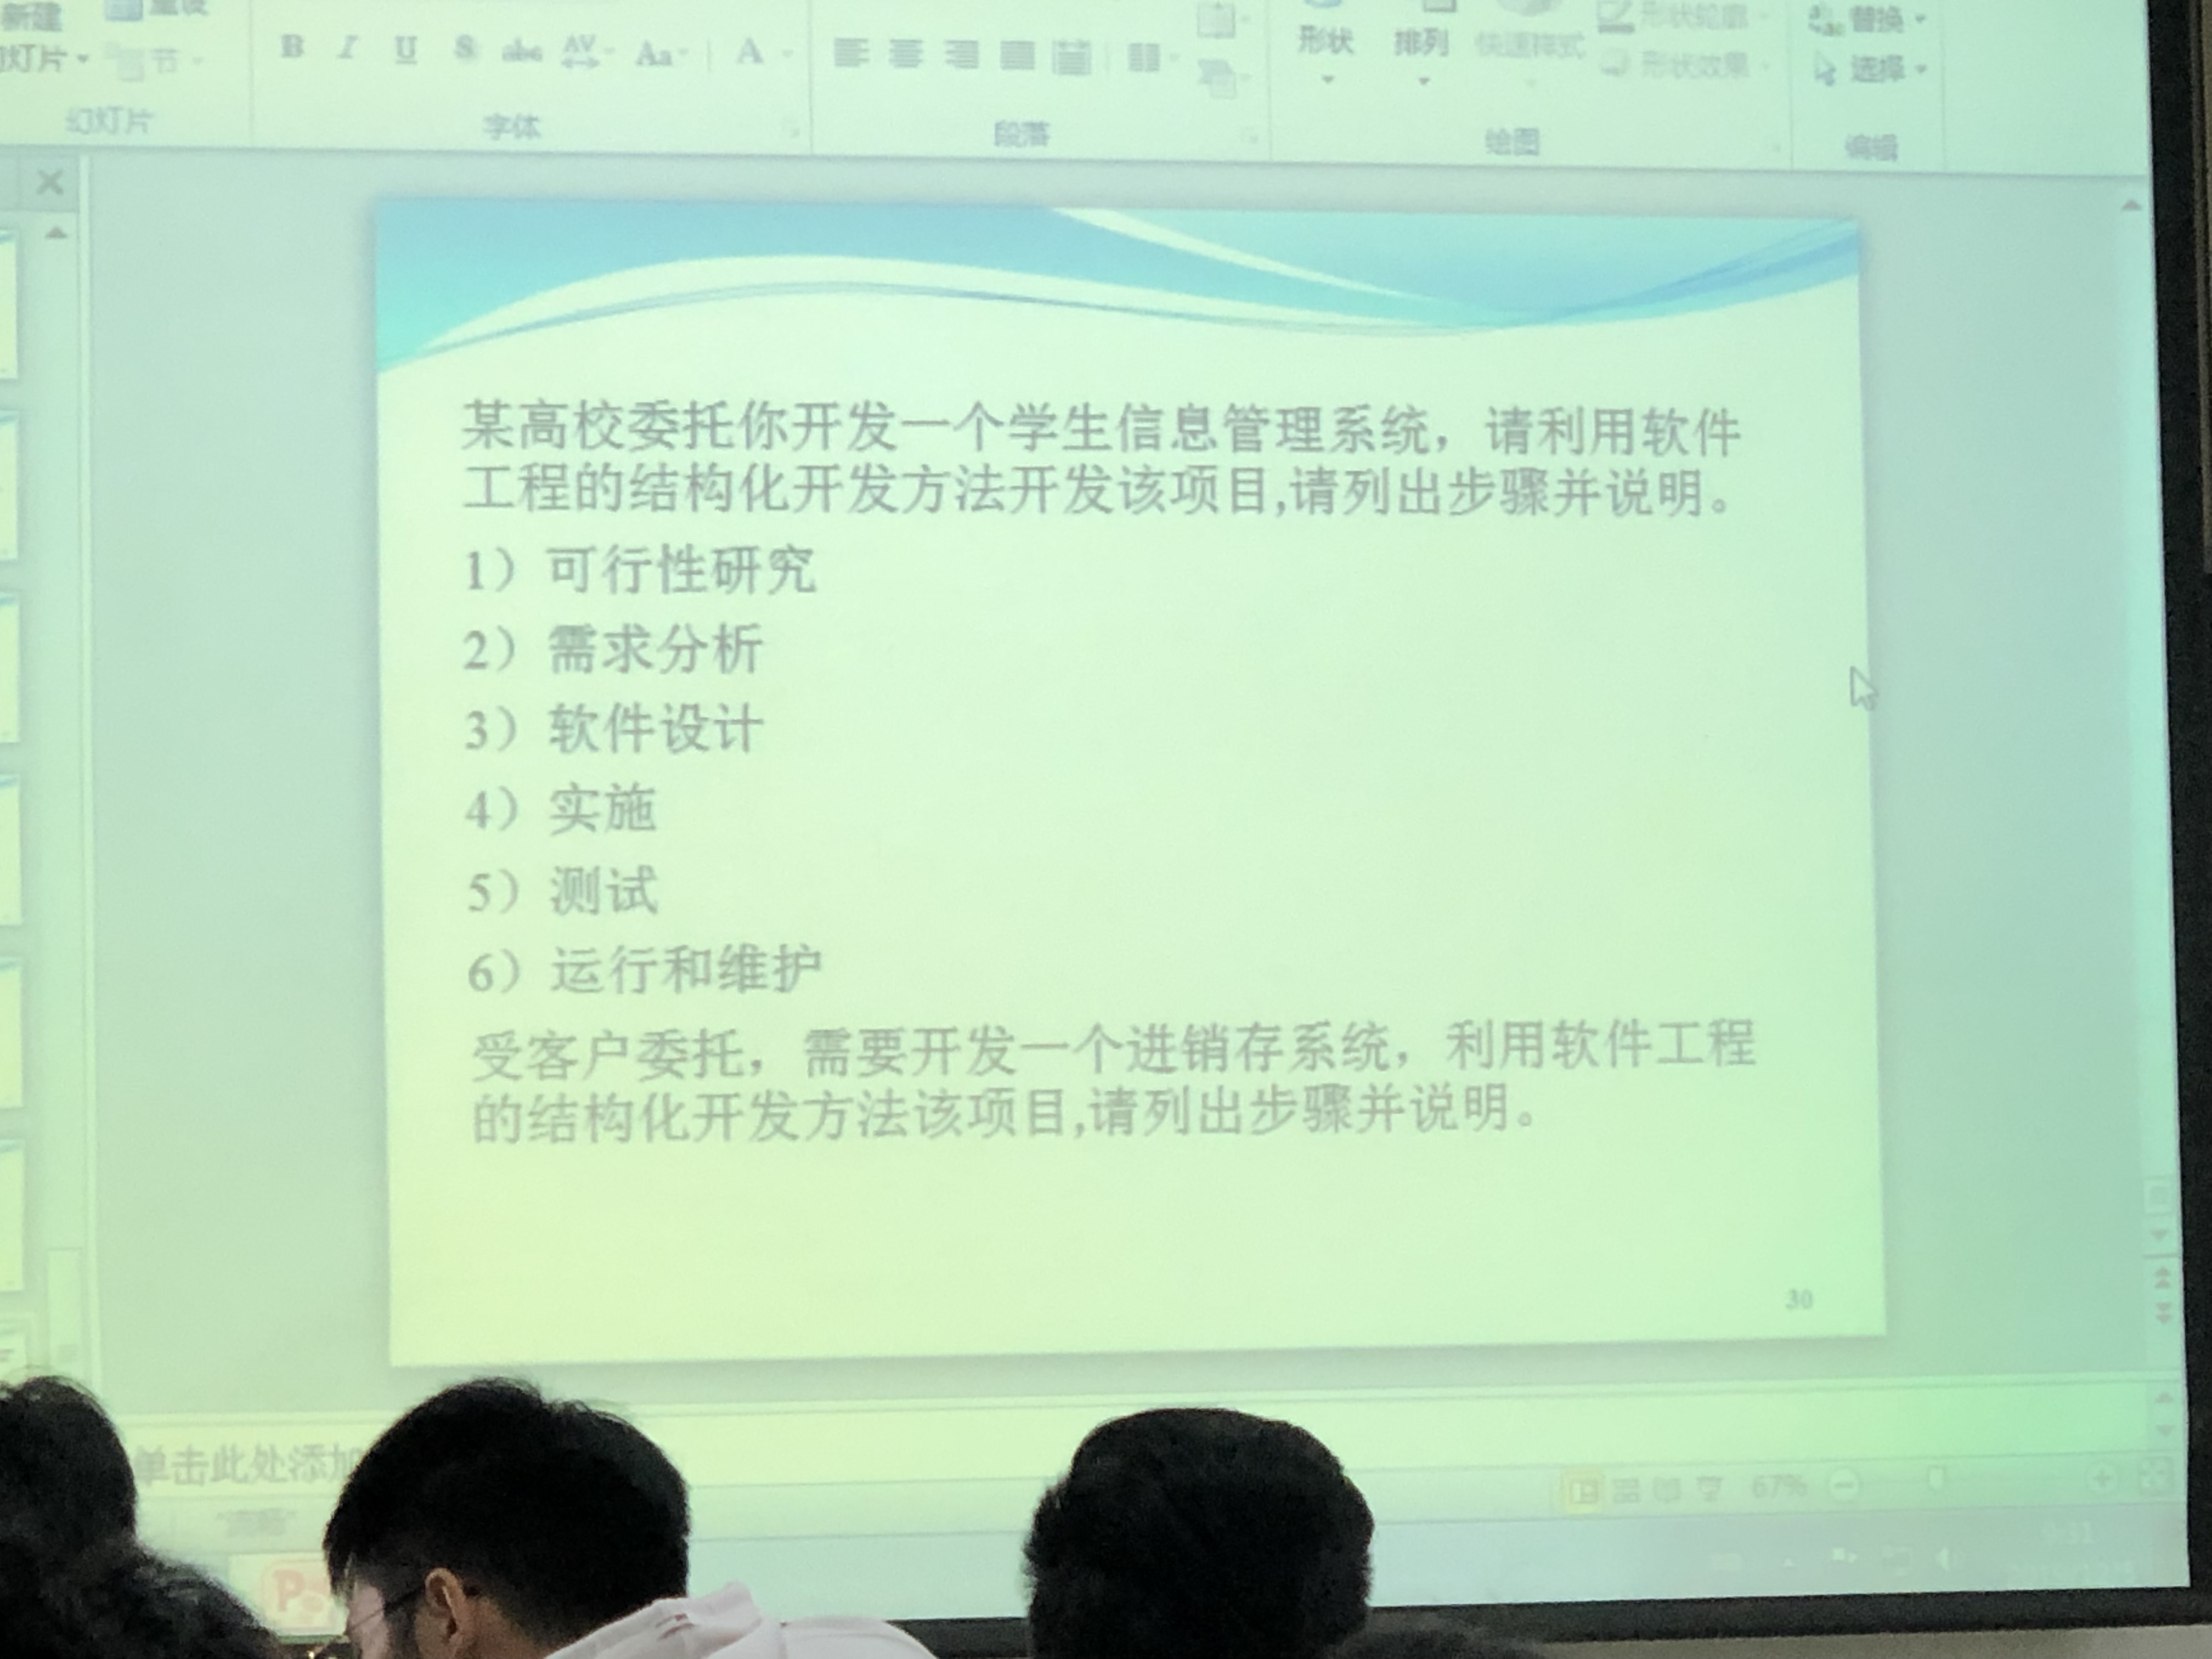 新建
重设
幻灯片
节
B I U S abc AV Aa A
形状
排列
快速样式
形状轮廓
形状效果
替换
选择
幻灯片
字体
段落
绘图
编辑
某高校委托你开发一个学生信息管理系统，请利用软件
工程的结构化开发方法开发该项目,请列出步骤并说明。
1）可行性研究
2）需求分析
3）软件设计
4）实施
5）测试
6）运行和维护
受客户委托，需要开发一个进销存系统，利用软件工程
的结构化开发方法该项目,请列出步骤并说明。
30
单击此处添加
67%